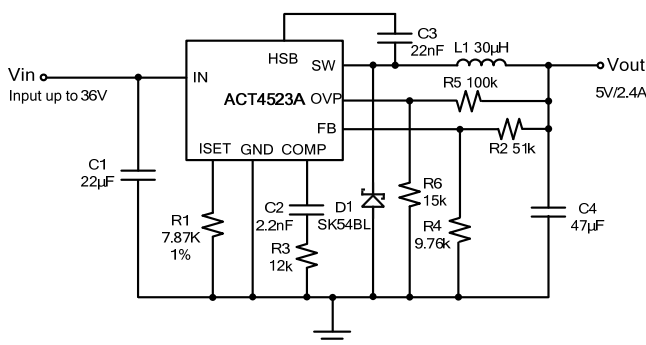 C3
22nF
HSB
SW
L1 30µH
Vin
IN
Vout
Input up to 36V
ACT4523A
OVP
R5 100k
5V/2.4A
FB
R2 51k
ISET
GND
COMP
C1
22µF
R1
7.87K
1%
C2
2.2nF
R3
12k
D1
SK54BL
R6
15k
R4
9.76k
C4
47µF